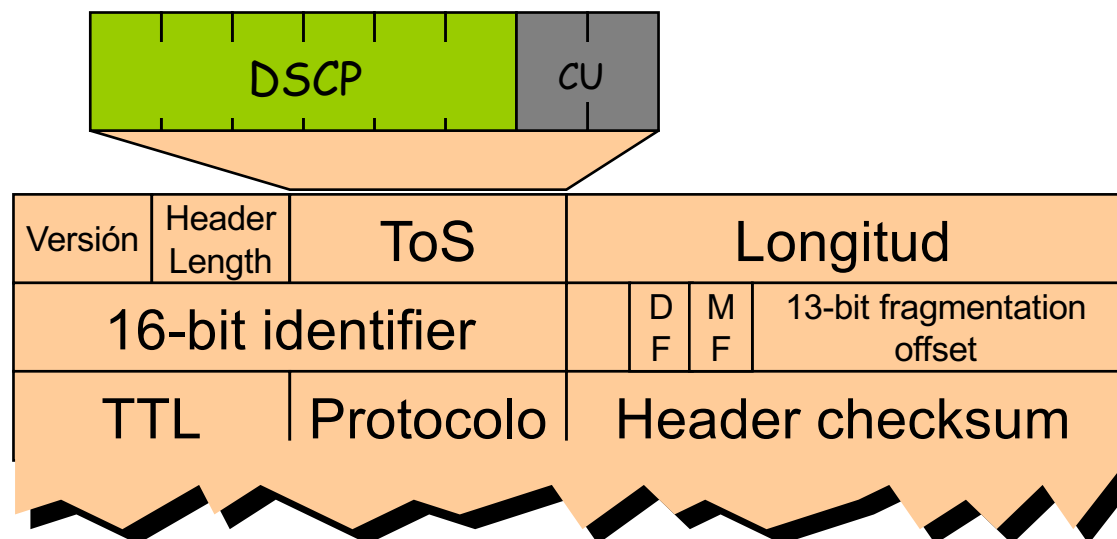 DSCP
CU
Versión
Header
Length
ToS
Longitud
16-bit identifier
D
F
M
F
13-bit fragmentation
offset
TTL
Protocolo
Header checksum